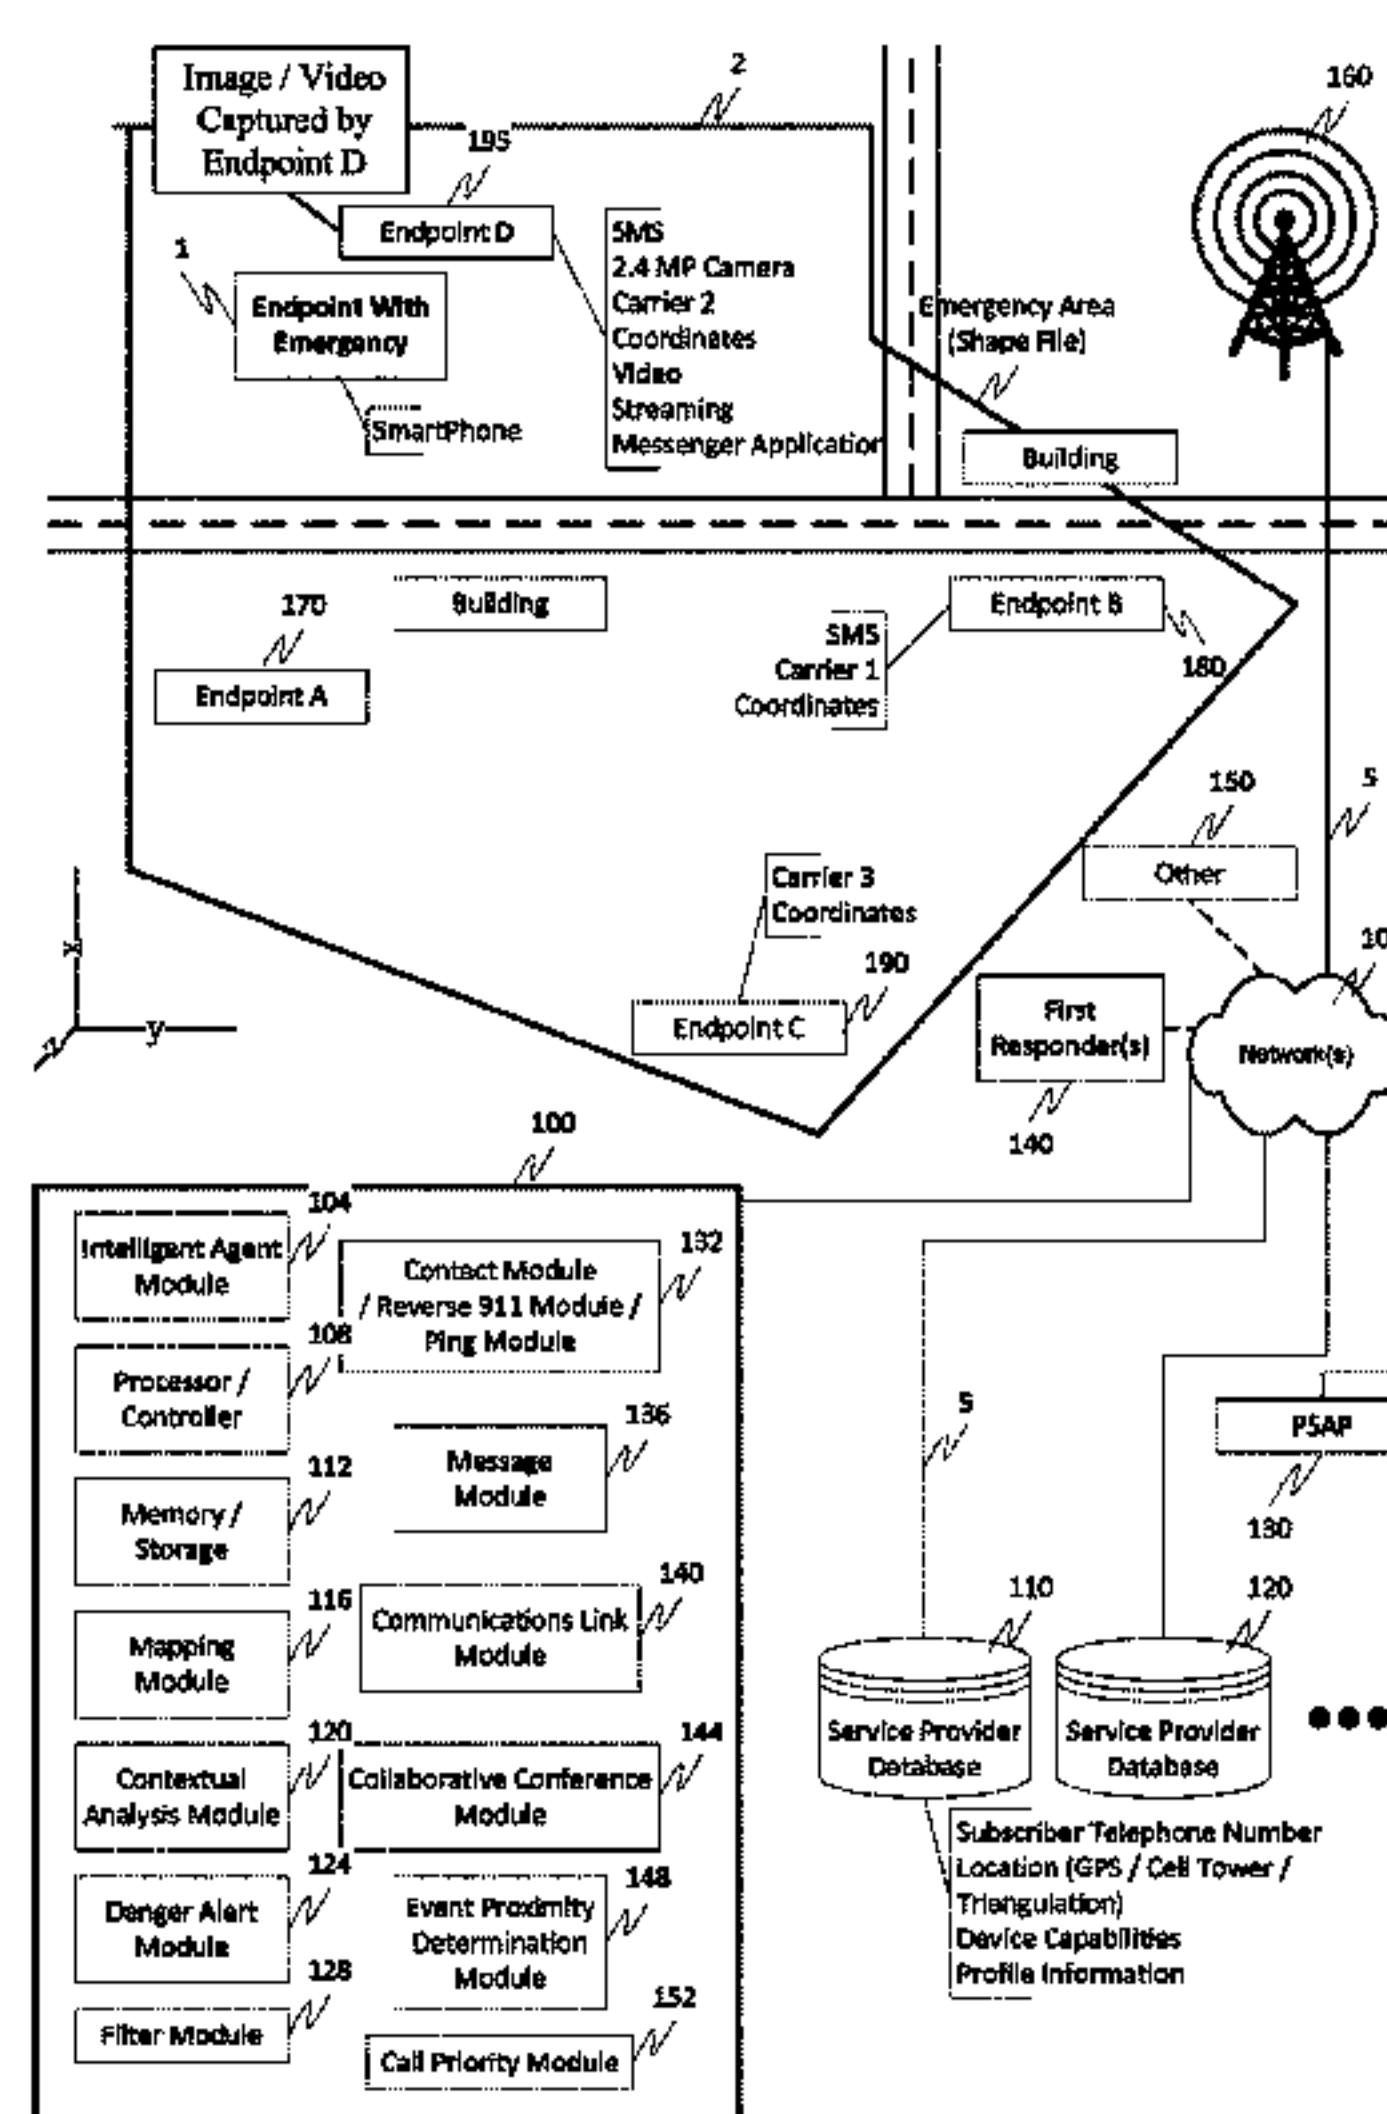 Image / Video
Captured by
Endpoint D
2
160
195
Endpoint D
SMS
2.4 MP Camera
Carrier 2
Coordinates
Video
Streaming
Messenger Application
1
Endpoint With
Emergency
SmartPhone
Emergency Area
(Shape File)
Building
170
Building
Endpoint A
Endpoint B
180
SMS
Carrier 1
Coordinates
150
Other
5
Carrier 3
Coordinates
190
Endpoint C
x
y
z
First
Responder(s)
140
10
Network(s)
100
104
Intelligent Agent
Module
132
Contact Module
/ Reverse 911 Module /
Ping Module
108
Processor /
Controller
136
Message
Module
112
Memory /
Storage
140
Communications Link
Module
116
Mapping
Module
120
Contextual
Analysis Module
144
Collaborative Conference
Module
124
Danger Alert
Module
148
Event Proximity
Determination
Module
128
Filter Module
152
Call Priority Module
5
PSAP
130
110
Service Provider
Database
120
Service Provider
Database
Subscriber Telephone Number
Location (GPS / Cell Tower /
Triangulation)
Device Capabilities
Profile Information